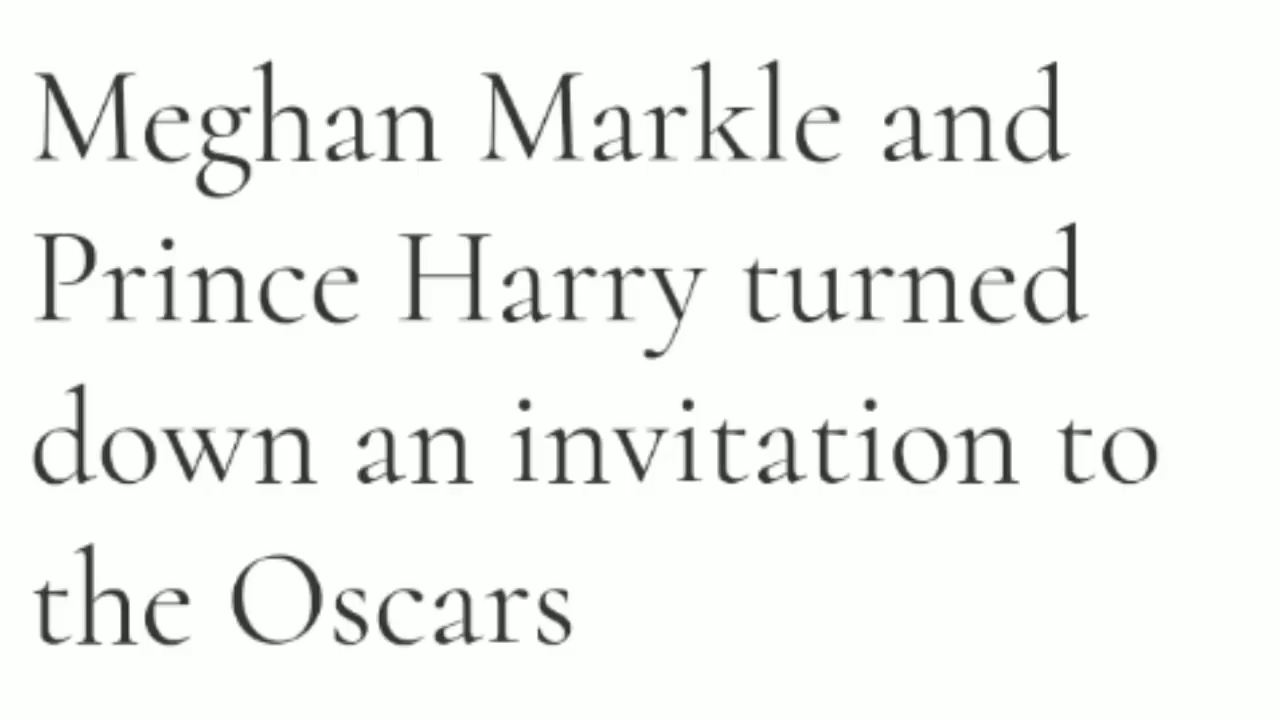 Meghan Markle and
Prince Harry turned
down an invitation to
the Oscars